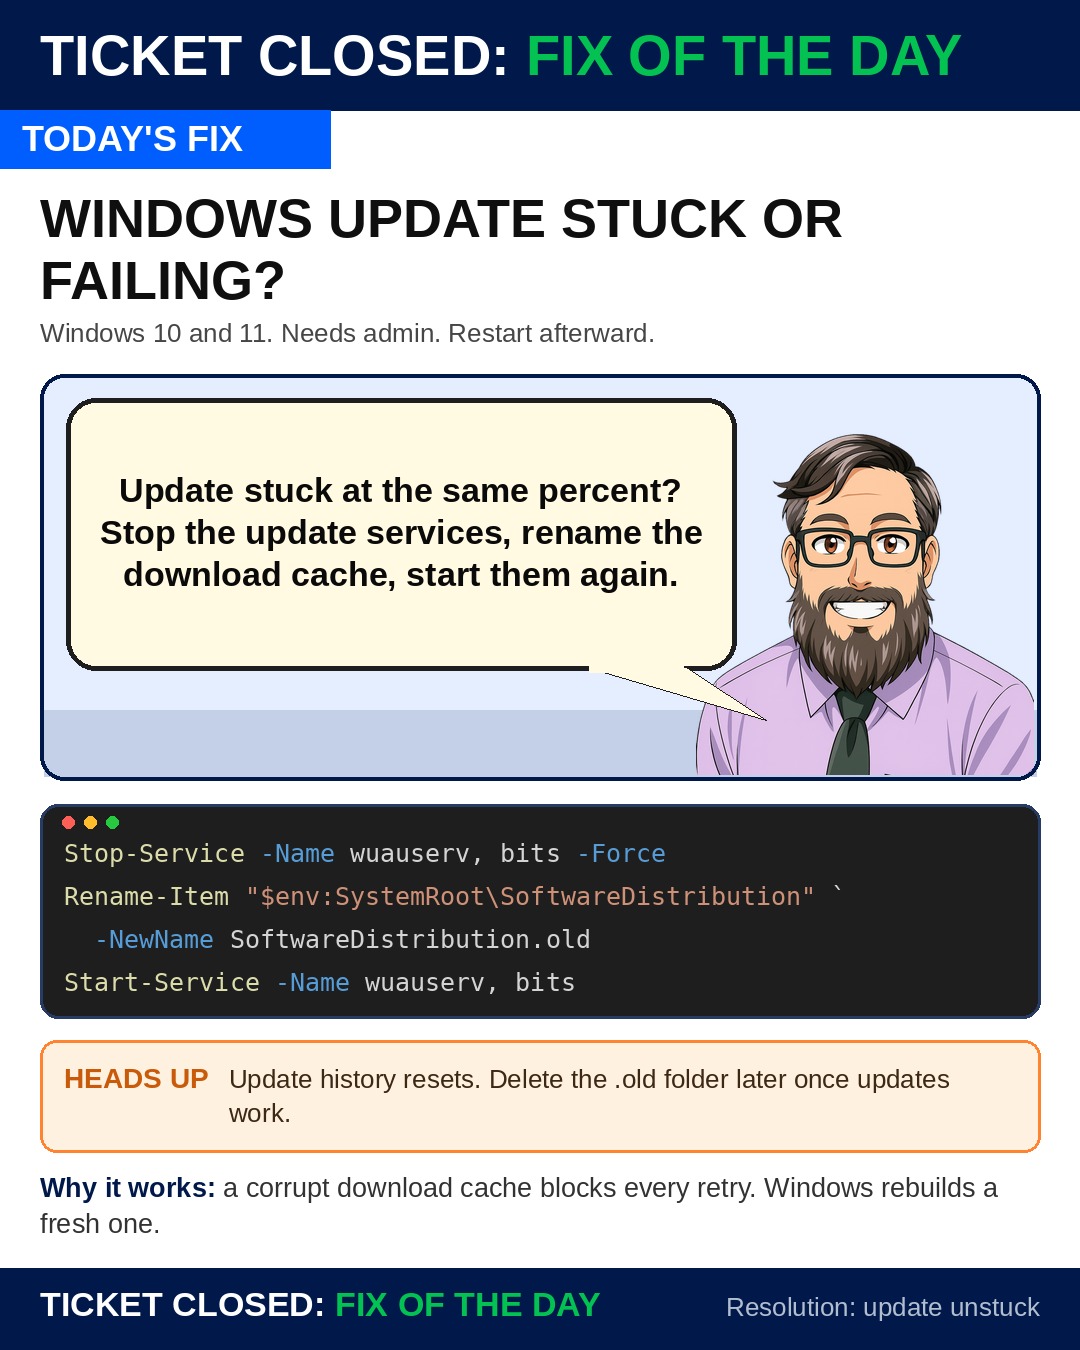 TICKET CLOSED: FIX OF THE DAY
TODAY'S FIX
WINDOWS UPDATE STUCK OR
FAILING?
Windows 10 and 11. Needs admin. Restart afterward.
Update stuck at the same percent?
Stop the update services, rename the
download cache, start them again.
Stop-Service -Name wuauserv, bits -Force
Rename-Item "$env:SystemRoot\SoftwareDistribution" `
  -NewName SoftwareDistribution.old
Start-Service -Name wuauserv, bits
HEADS UP Update history resets. Delete the .old folder later once updates
work.
Why it works: a corrupt download cache blocks every retry. Windows rebuilds a
fresh one.
TICKET CLOSED: FIX OF THE DAY Resolution: update unstuck